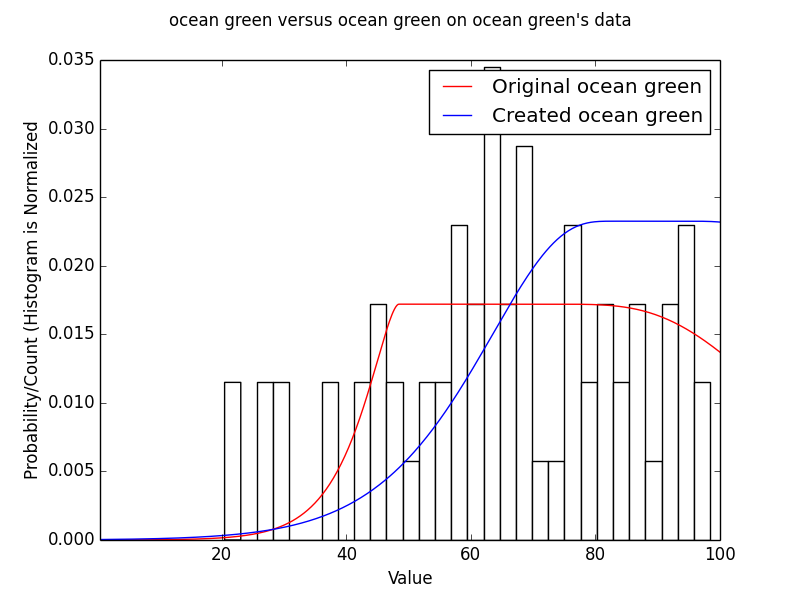 ocean green versus ocean green on ocean green's data
0.035
0.030
0.025
0.020
0.015
0.010
0.005
0.000
Probability/Count (Histogram is Normalized
Original ocean green
Created ocean green
20 40 60 80 100
Value